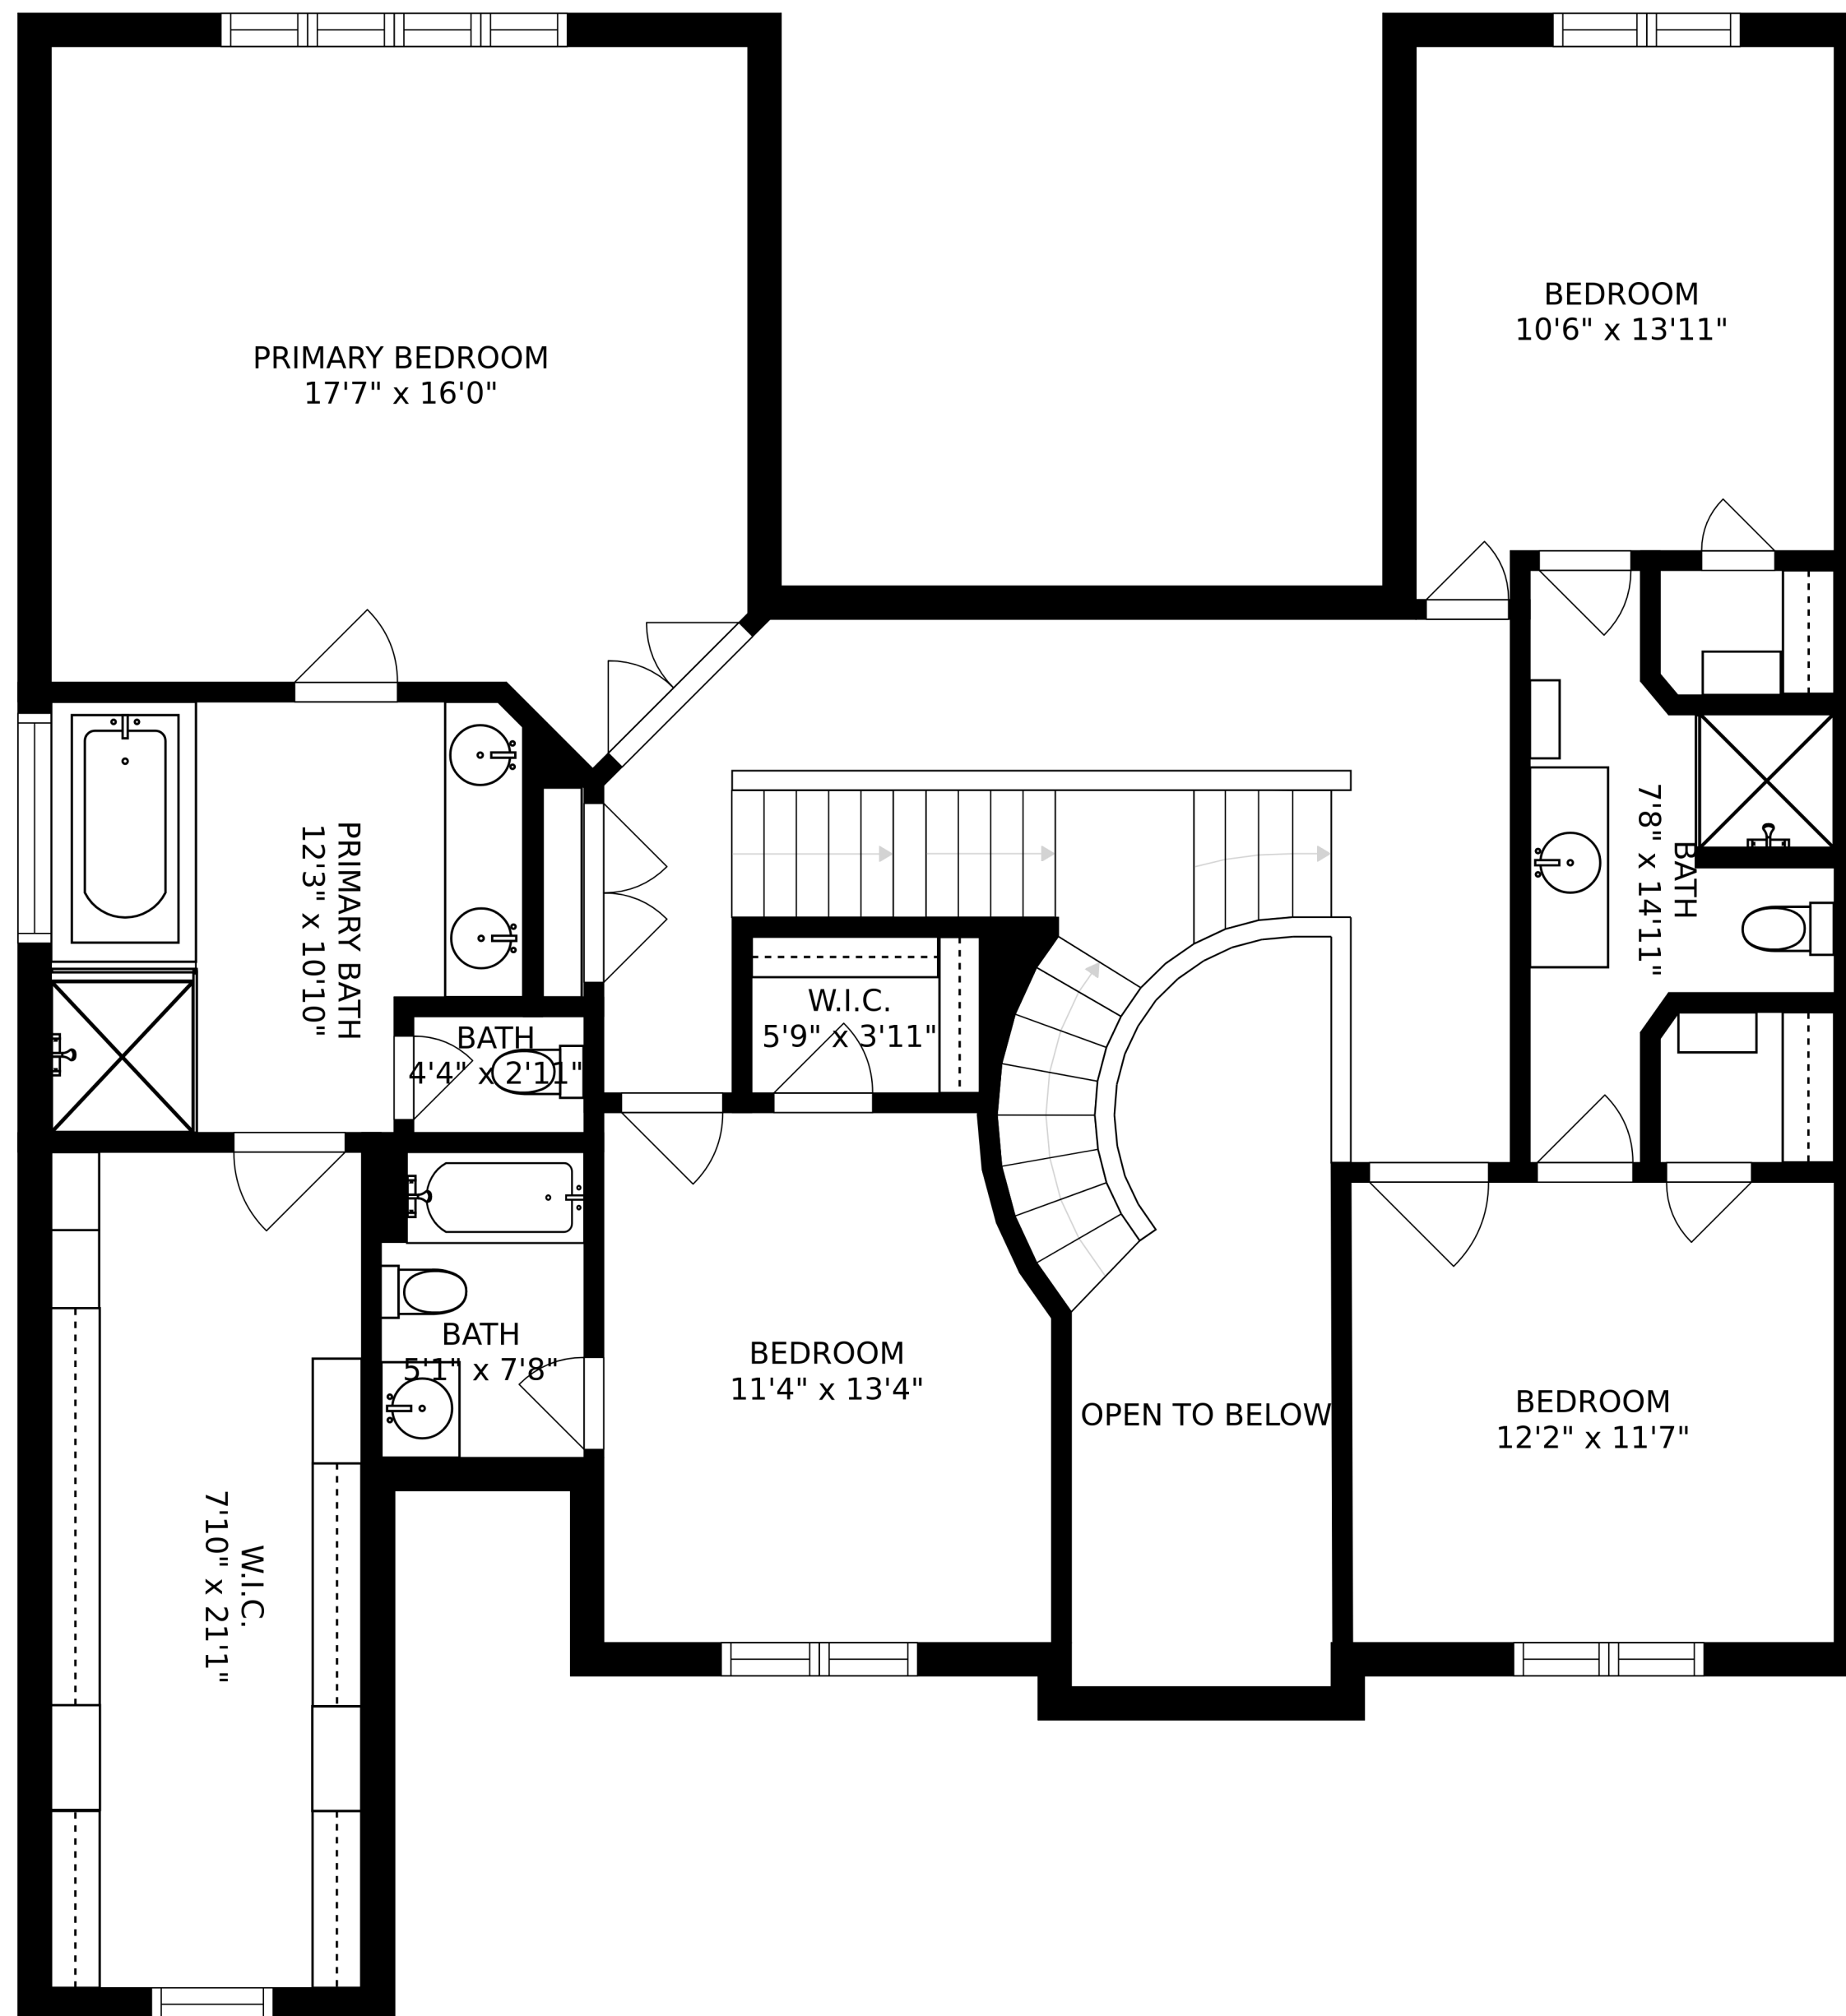 BEDROOM
10'6" x 13'11"
PRIMARY BEDROOM
17'7" x 16'0"
PRIMARY BATH
12'3" x 10'10"
BATH
7'8" x 14'11"
W.I.C.
5'9" x 3'11"
BATH
4'4" x 2'11"
BATH
5'1" x 7'8"
BEDROOM
11'4" x 13'4"
OPEN TO BELOW
BEDROOM
12'2" x 11'7"
W.I.C.
7'10" x 21'1"